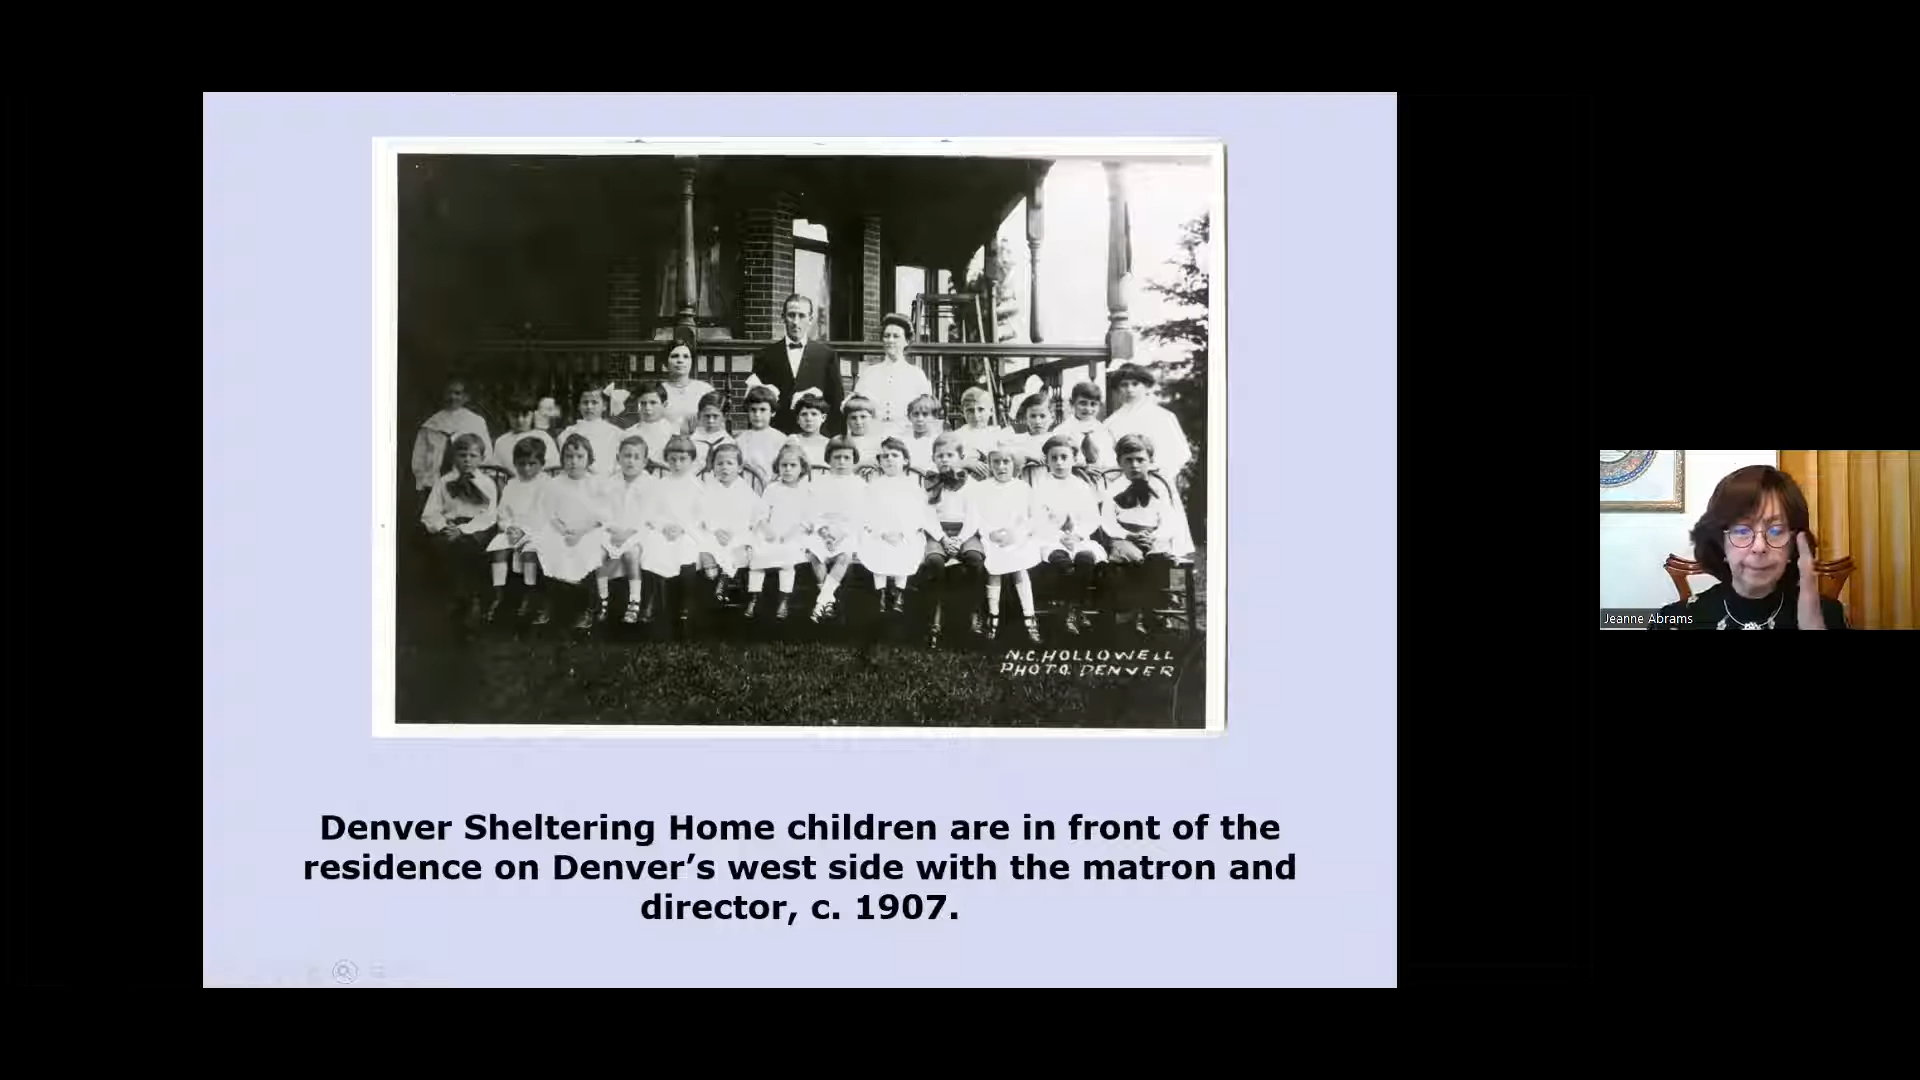 N.C. HOLLOWELL
PHOTO. DENVER
Denver Sheltering Home children are in front of the
residence on Denver’s west side with the matron and
director, c. 1907.
Jeanne Abrams